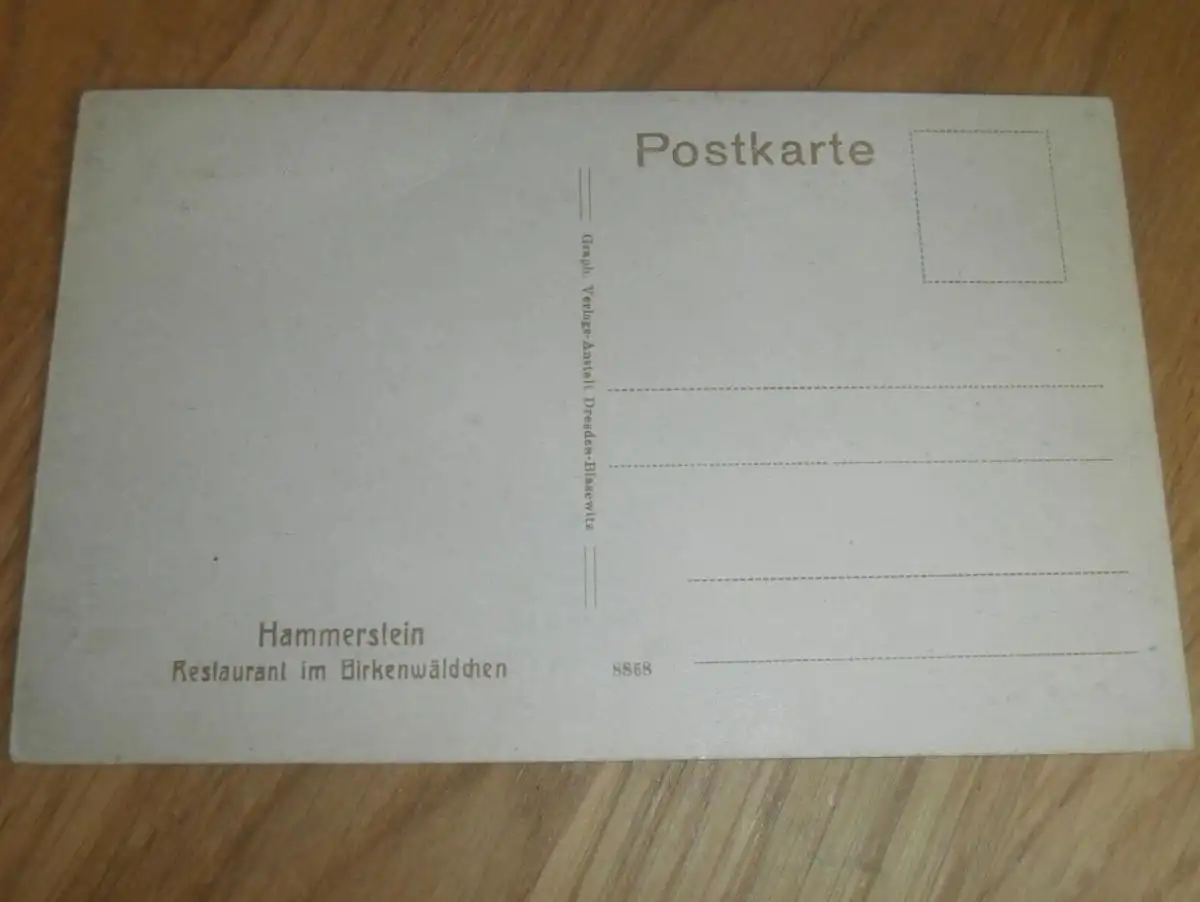 Postkarte
Graph. Verlags-Anstalt Dresden-Blasewitz
Hammerstein
Restaurant im Birkenwäldchen
8868